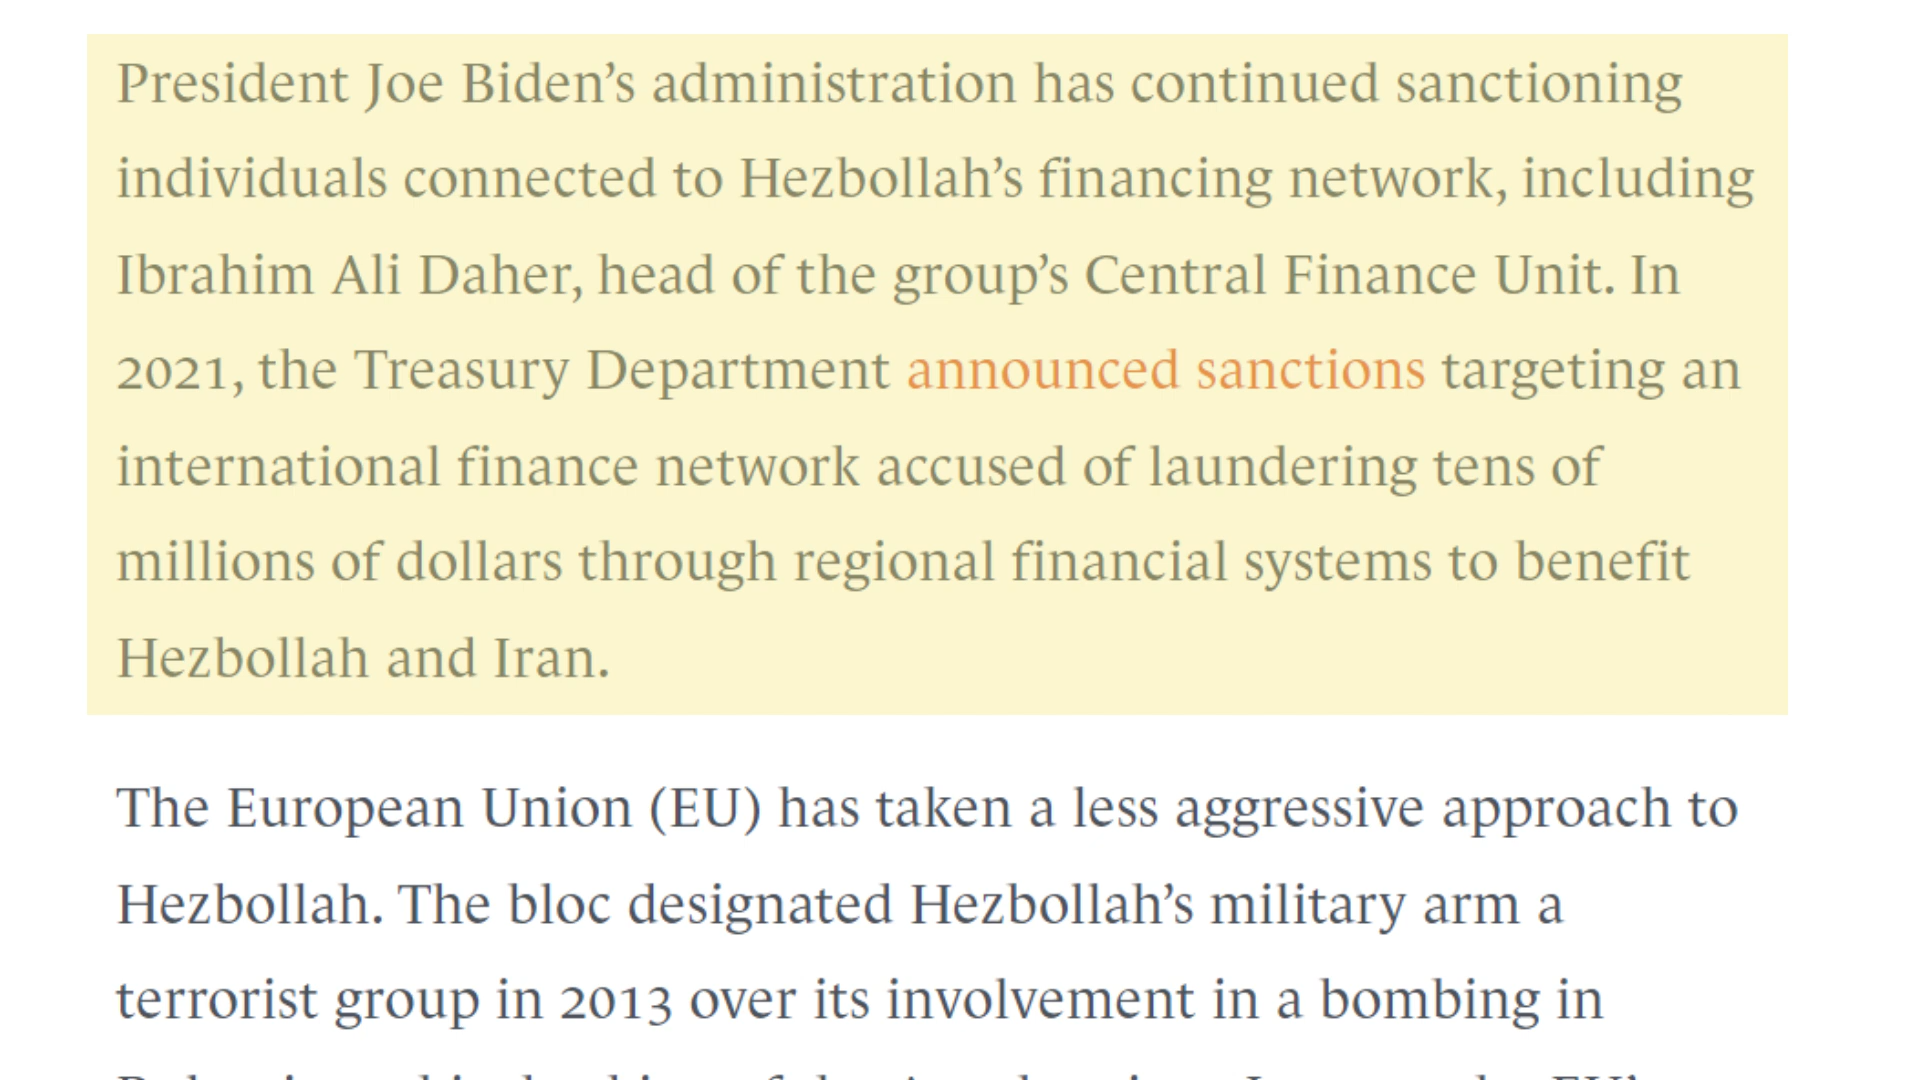 President Joe Biden’s administration has continued sanctioning
individuals connected to Hezbollah’s financing network, including
Ibrahim Ali Daher, head of the group’s Central Finance Unit. In
2021, the Treasury Department announced sanctions targeting an
international finance network accused of laundering tens of
millions of dollars through regional financial systems to benefit
Hezbollah and Iran.
The European Union (EU) has taken a less aggressive approach to
Hezbollah. The bloc designated Hezbollah’s military arm a
terrorist group in 2013 over its involvement in a bombing in